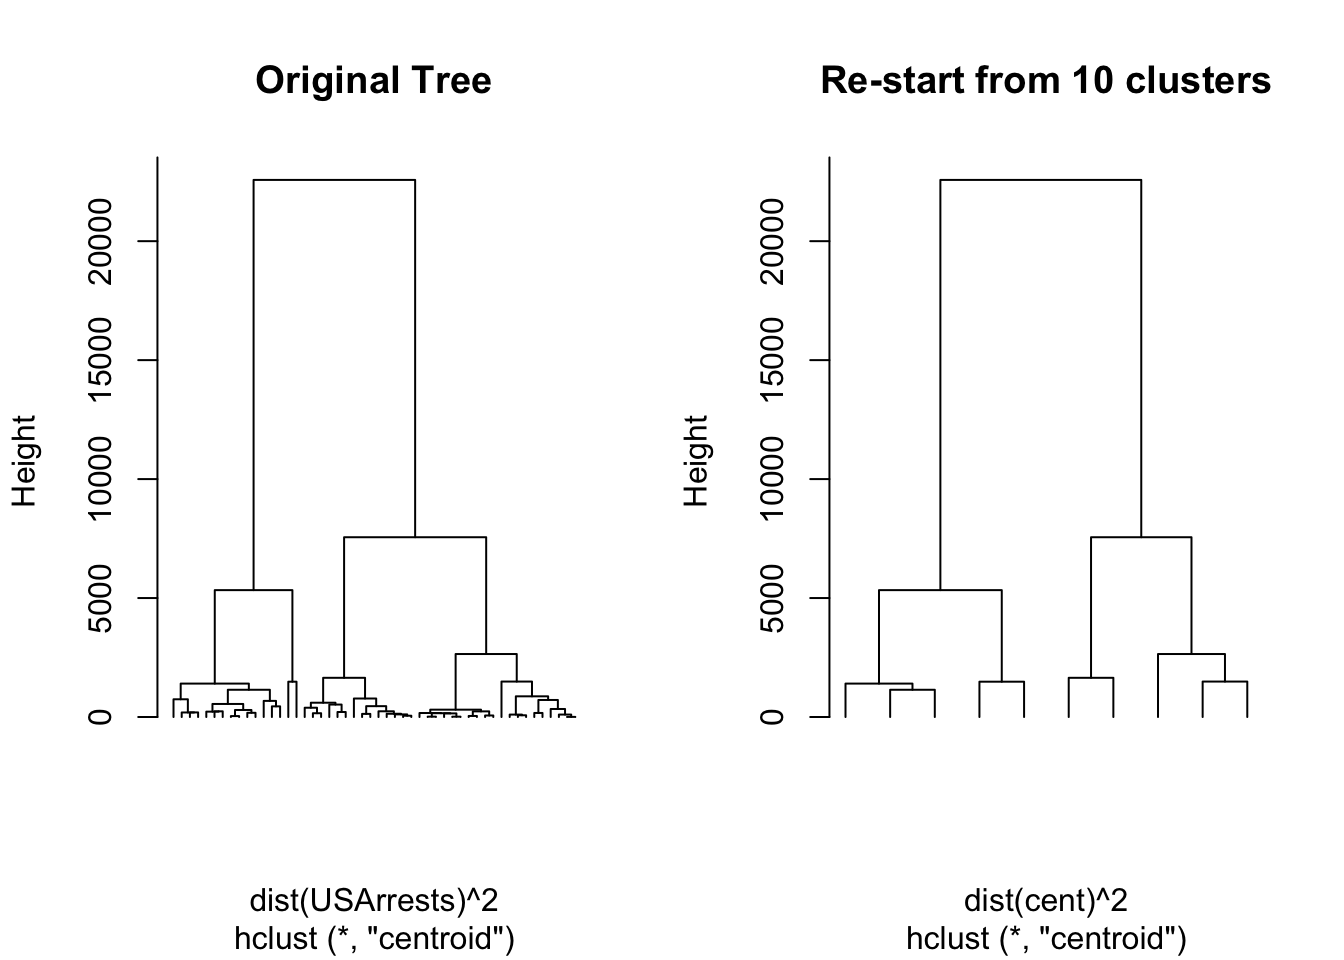 Original Tree
Height
0
5000
10000
15000
20000
dist(USArrests)^2
hclust (*, "centroid")
Re-start from 10 clusters
Height
0
5000
10000
15000
20000
dist(cent)^2
hclust (*, "centroid")